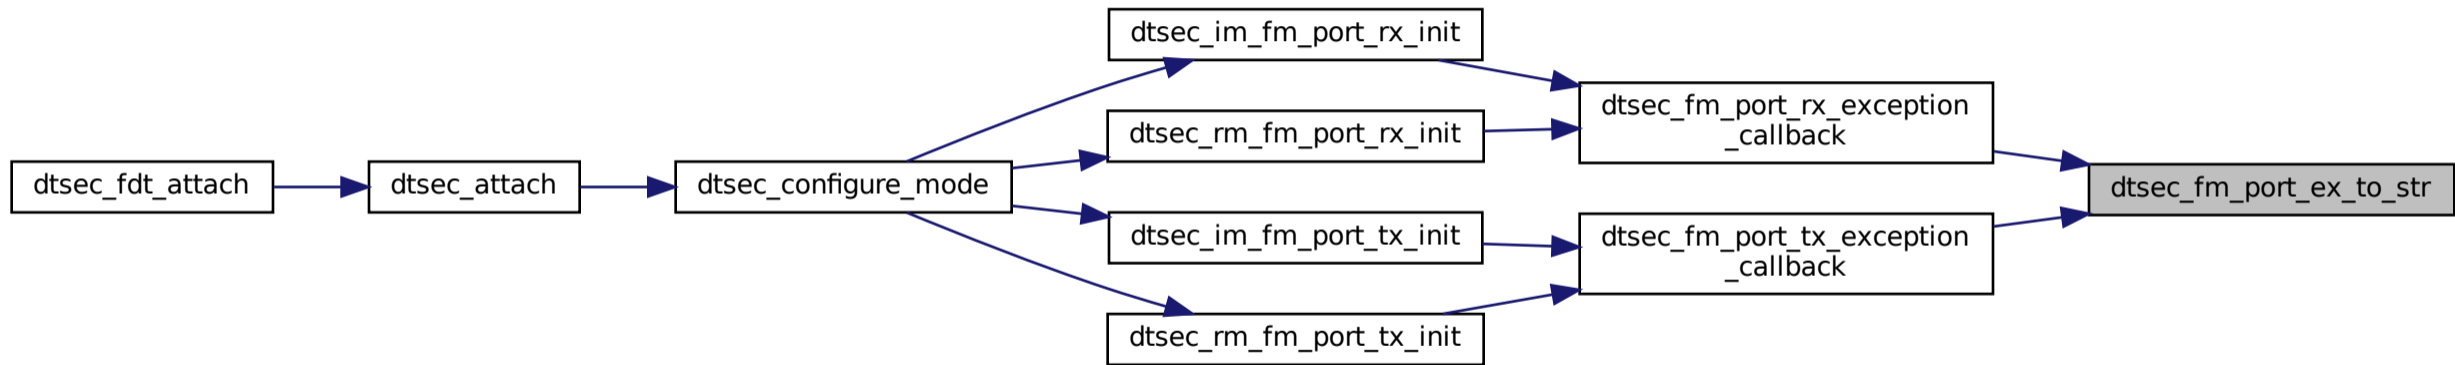 dtsec_fdt_attach
dtsec_attach
dtsec_configure_mode
dtsec_im_fm_port_rx_init
dtsec_rm_fm_port_rx_init
dtsec_im_fm_port_tx_init
dtsec_rm_fm_port_tx_init
dtsec_fm_port_rx_exception
_callback
dtsec_fm_port_tx_exception
_callback
dtsec_fm_port_ex_to_str